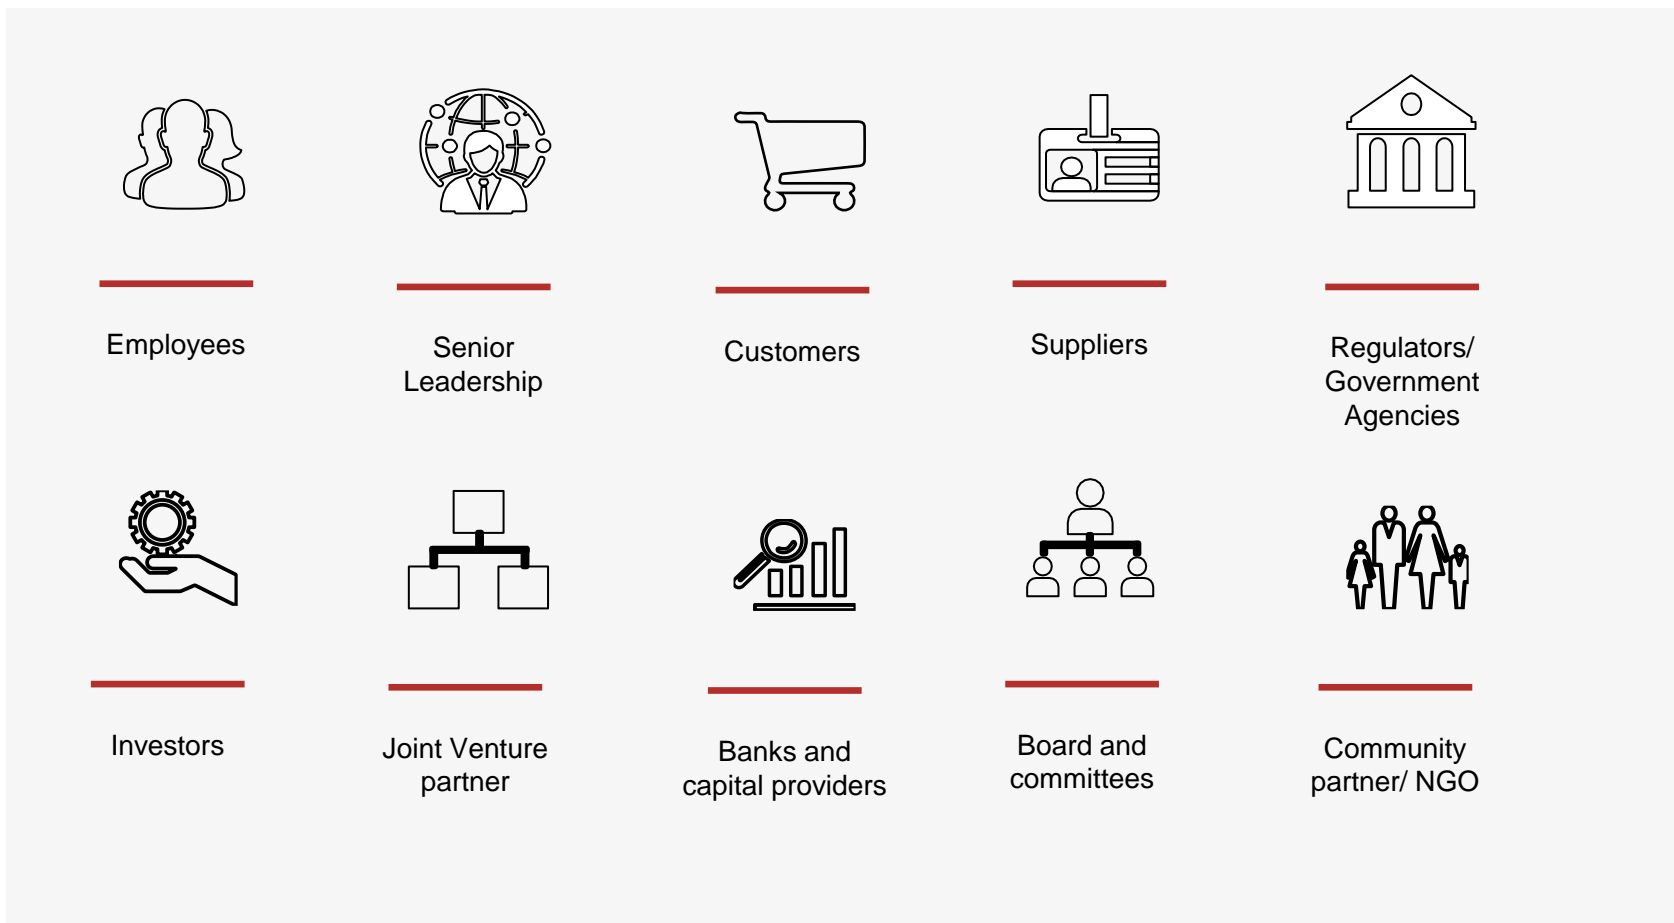 Employees
Senior
Leadership
Customers
Suppliers
Regulators/
Government
Agencies
Investors
Joint Venture
partner
Banks and
capital providers
Board and
committees
Community
partner/ NGO